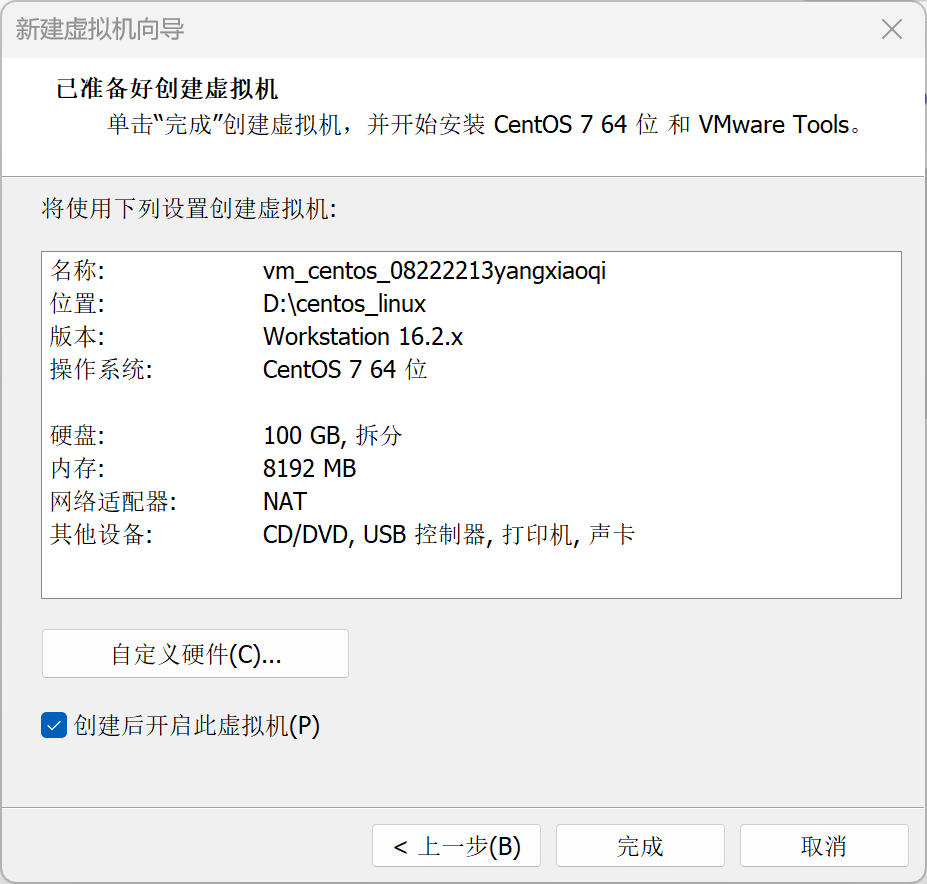 新建虚拟机向导
已准备好创建虚拟机
单击“完成”创建虚拟机，并开始安装 CentOS 7 64 位 和 VMware Tools。
将使用下列设置创建虚拟机:
名称: vm_centos_08222213yangxiaoqi
位置: D:\centos_linux
版本: Workstation 16.2.x
操作系统: CentOS 7 64 位
硬盘: 100 GB, 拆分
内存: 8192 MB
网络适配器: NAT
其他设备: CD/DVD, USB 控制器, 打印机, 声卡
自定义硬件(C)...
创建后开启此虚拟机(P)
< 上一步(B) 完成 取消